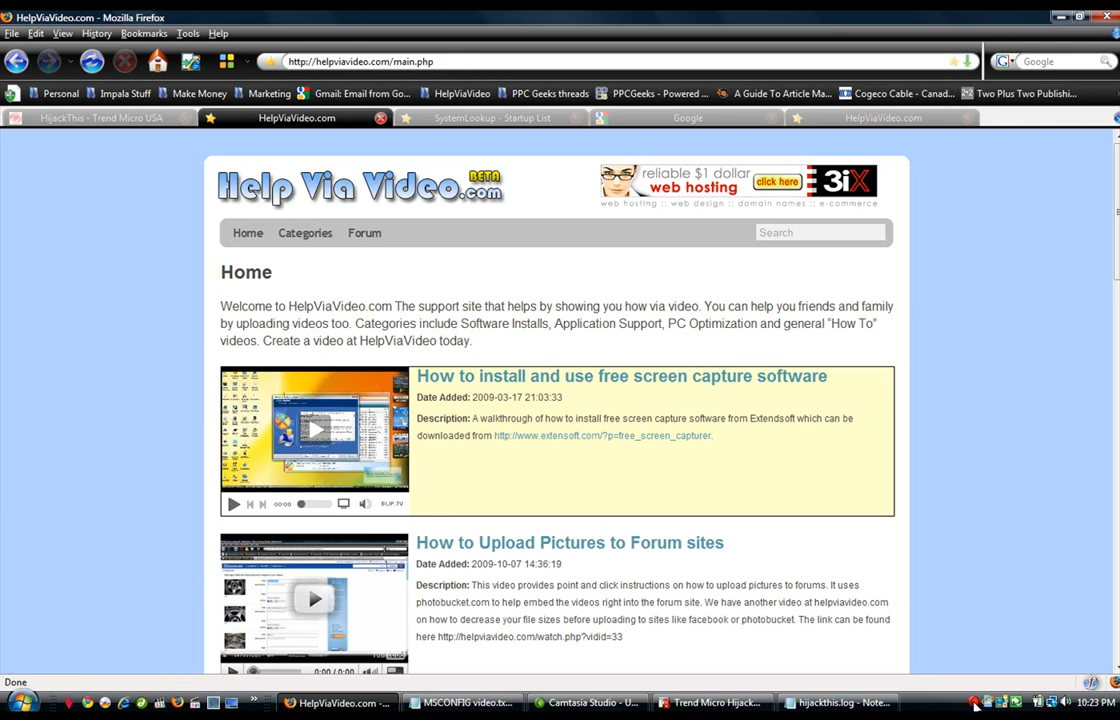 HelpViaVideo.com - Mozilla Firefox
File Edit View History Bookmarks Tools Help
http://helpviavideo.com/main.php
Google
Personal Impala Stuff Make Money Marketing Gmail: Email from Go... HelpViaVideo PPC Geeks threads PPCGeeks - Powered ... A Guide To Article Ma... Cogeco Cable - Canad... Two Plus Two Publishi...
HijackThis - Trend Micro USA HelpViaVideo.com SystemLookup - Startup List Google HelpViaVideo.com
Help Via Video.com BETA
reliable $1 dollar
web hosting click here 3iX
web hosting :: web design :: domain names :: e-commerce
Home Categories Forum Search
Home
Welcome to HelpViaVideo.com The support site that helps by showing you how via video. You can help you friends and family
by uploading videos too. Categories include Software Installs, Application Support, PC Optimization and general “How To”
videos. Create a video at HelpViaVideo today.
How to install and use free screen capture software
Date Added: 2009-03-17 21:03:33
Description: A walkthrough of how to install free screen capture software from Extendsoft which can be
downloaded from http://www.extensoft.com/?p=free_screen_capturer.
00:00 BLIP.TV
How to Upload Pictures to Forum sites
Date Added: 2009-10-07 14:36:19
Description: This video provides point and click instructions on how to upload pictures to forums. It uses
photobucket.com to help embed the videos right into the forum site. We have another video at helpviavideo.com
on how to decrease your file sizes before uploading to sites like facebook or photobucket. The link can be found
here http://helpviavideo.com/watch.php?vidid=33
0:00 / 0:00
Done
HelpViaVideo.com -... MSCONFIG video.tx... Camtasia Studio - U... Trend Micro Hijack... hijackthis.log - Note... 10:23 PM